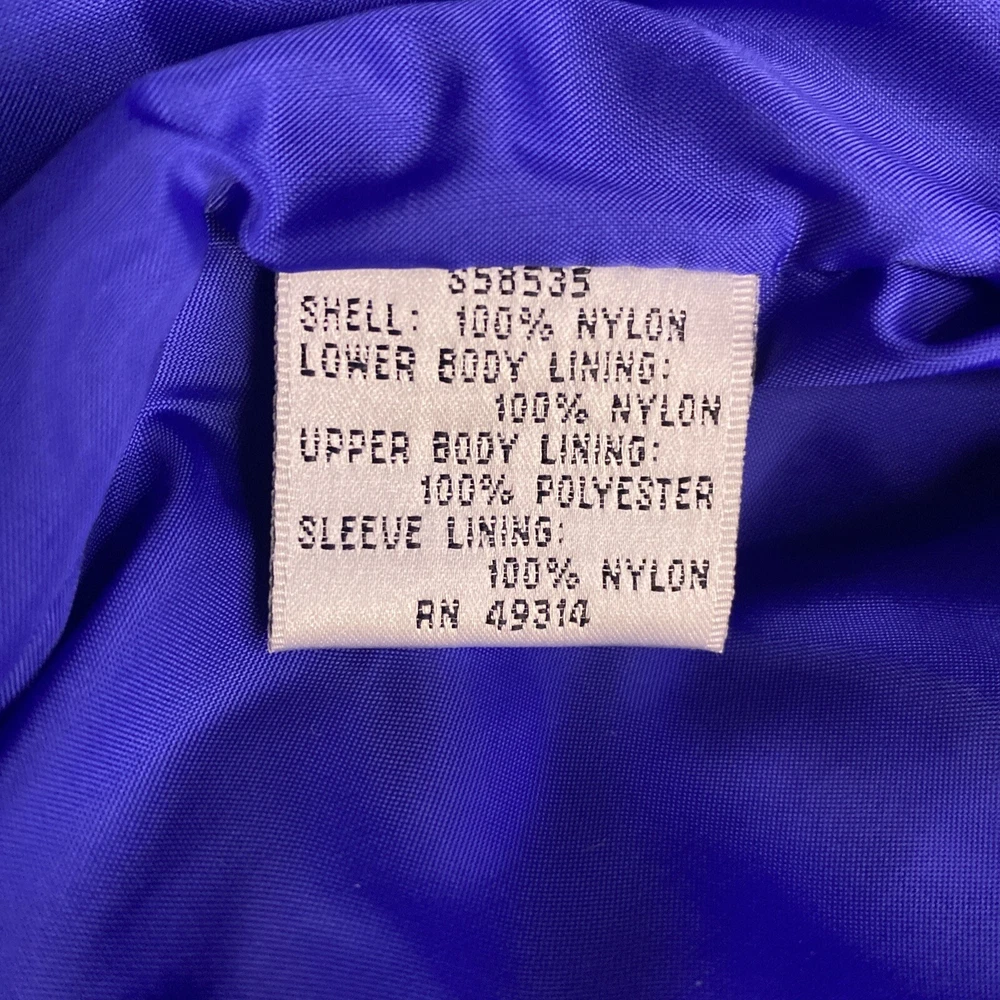 S58535
SHELL: 100% NYLON
LOWER BODY LINING:
100% NYLON
UPPER BODY LINING:
100% POLYESTER
SLEEVE LINING:
100% NYLON
RN 49314